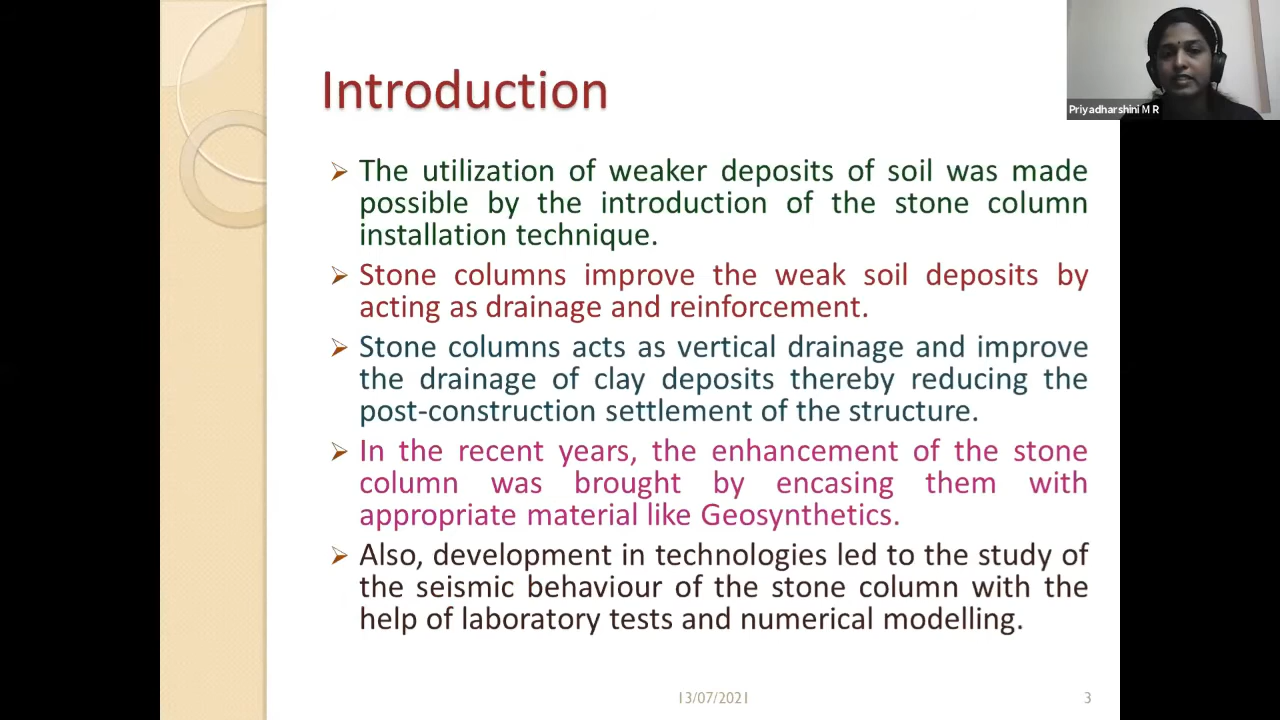 Introduction
Priyadharshini M R
The utilization of weaker deposits of soil was made
possible by the introduction of the stone column
installation technique.
Stone columns improve the weak soil deposits by
acting as drainage and reinforcement.
Stone columns acts as vertical drainage and improve
the drainage of clay deposits thereby reducing the
post-construction settlement of the structure.
In the recent years, the enhancement of the stone
column was brought by encasing them with
appropriate material like Geosynthetics.
Also, development in technologies led to the study of
the seismic behaviour of the stone column with the
help of laboratory tests and numerical modelling.
13/07/2021
3